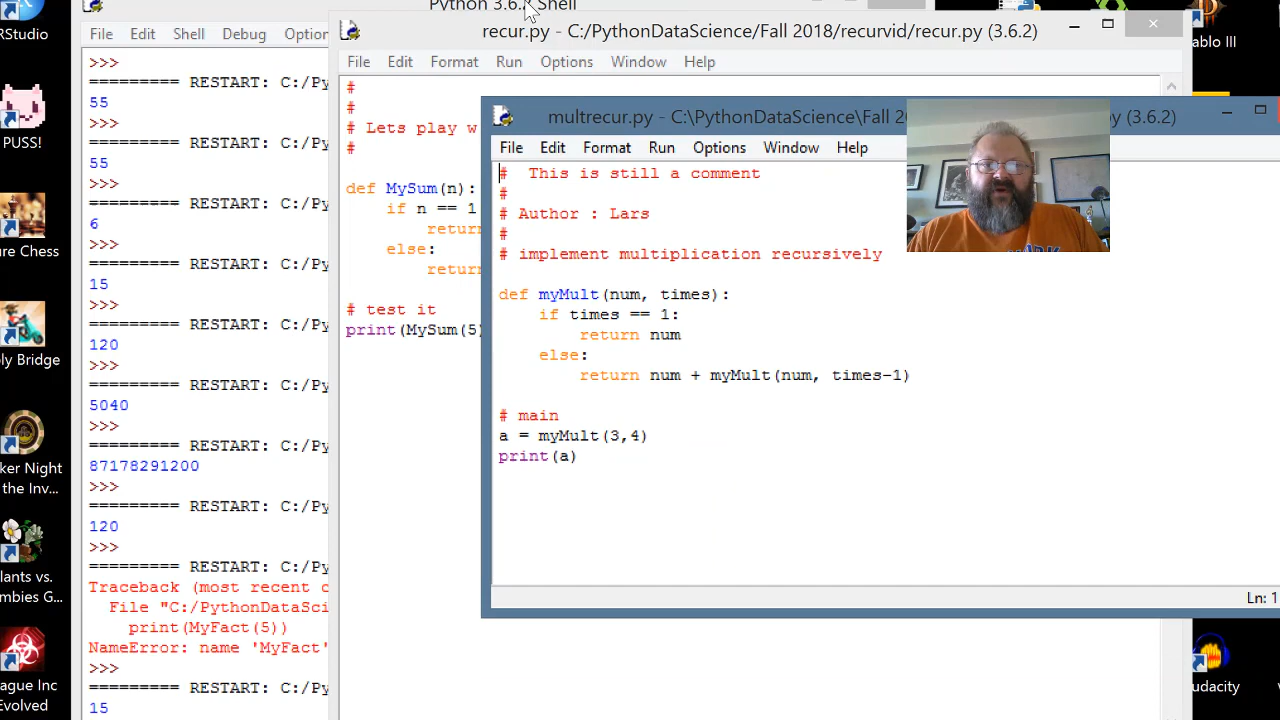 Python 3.6.2 Shell
RStudio
PUSS!
ure Chess
ly Bridge
ker Night
the Inv...
lants vs.
mbies G...
ague Inc
Evolved
File Edit Shell Debug Option
>>>
========= RESTART: C:/Py
55
>>>
========= RESTART: C:/Py
55
>>>
========= RESTART: C:/Py
6
>>>
========= RESTART: C:/Py
15
>>>
========= RESTART: C:/Py
120
>>>
========= RESTART: C:/Py
5040
>>>
========= RESTART: C:/Py
87178291200
>>>
========= RESTART: C:/Py
120
>>>
========= RESTART: C:/Py
Traceback (most recent c
File "C:/PythonDataSci
print(MyFact(5))
NameError: name 'MyFact'
>>>
========= RESTART: C:/Py
15
recur.py - C:/PythonDataScience/Fall 2018/recurvid/recur.py (3.6.2)
File Edit Format Run Options Window Help
#
#
# Lets play w
#
def MySum(n):
if n == 1
return
else:
return
# test it
print(MySum(5)
multrecur.py - C:\PythonDataScience\Fall 20
py (3.6.2)
File Edit Format Run Options Window Help
# This is still a comment
#
# Author : Lars
#
# implement multiplication recursively
def myMult(num, times):
if times == 1:
return num
else:
return num + myMult(num, times-1)
# main
a = myMult(3,4)
print(a)
Ln: 1
ablo III
udacity